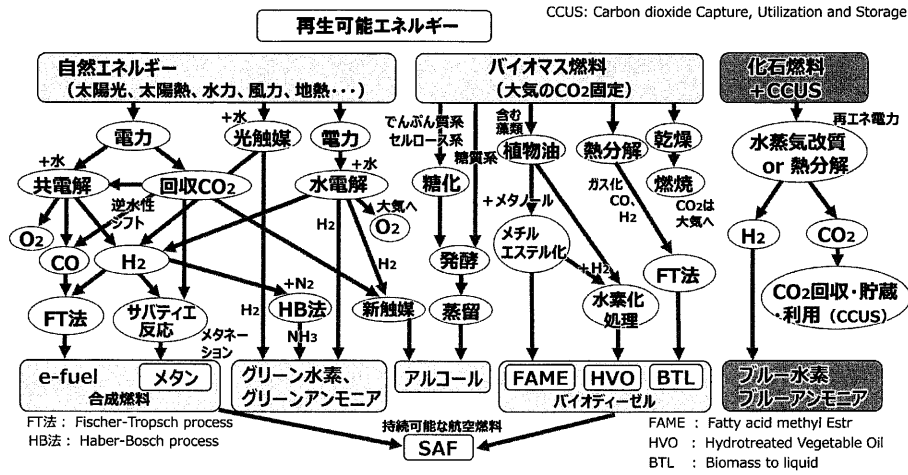 CCUS: Carbon dioxide Capture, Utilization and Storage
再生可能エネルギー
自然エネルギー
（太陽光、太陽熱、水力、風力、地熱・・・）
バイオマス燃料
（大気のCO2固定）
化石燃料
＋CCUS
電力
+水
光触媒
電力
でんぷん質系
セルロース系
糖質系
含む
藻類
植物油
熱分解
乾燥
再エネ電力
水蒸気改質
or 熱分解
+水
共電解
回収CO2
+水
水電解
糖化
ガス化
CO、
H2
燃焼
CO2は
大気へ
逆水性
シフト
H2
大気へ
O2
+メタノール
O2
CO
H2
H2
発酵
メチル
エステル化
+H2
FT法
H2
CO2
+N2
FT法
サバティエ
反応
メタネー
ション
H2
HB法
NH3
新触媒
蒸留
水素化
処理
CO2回収・貯蔵
・利用（CCUS）
e-fuel
メタン
合成燃料
グリーン水素、
グリーンアンモニア
アルコール
FAME
HVO
BTL
バイオディーゼル
ブルー水素
ブルーアンモニア
FT法： Fischer-Tropsch process
HB法： Haber-Bosch process
持続可能な航空燃料
SAF
FAME ： Fatty acid methyl Estr
HVO ： Hydrotreated Vegetable Oil
BTL ： Biomass to liquid